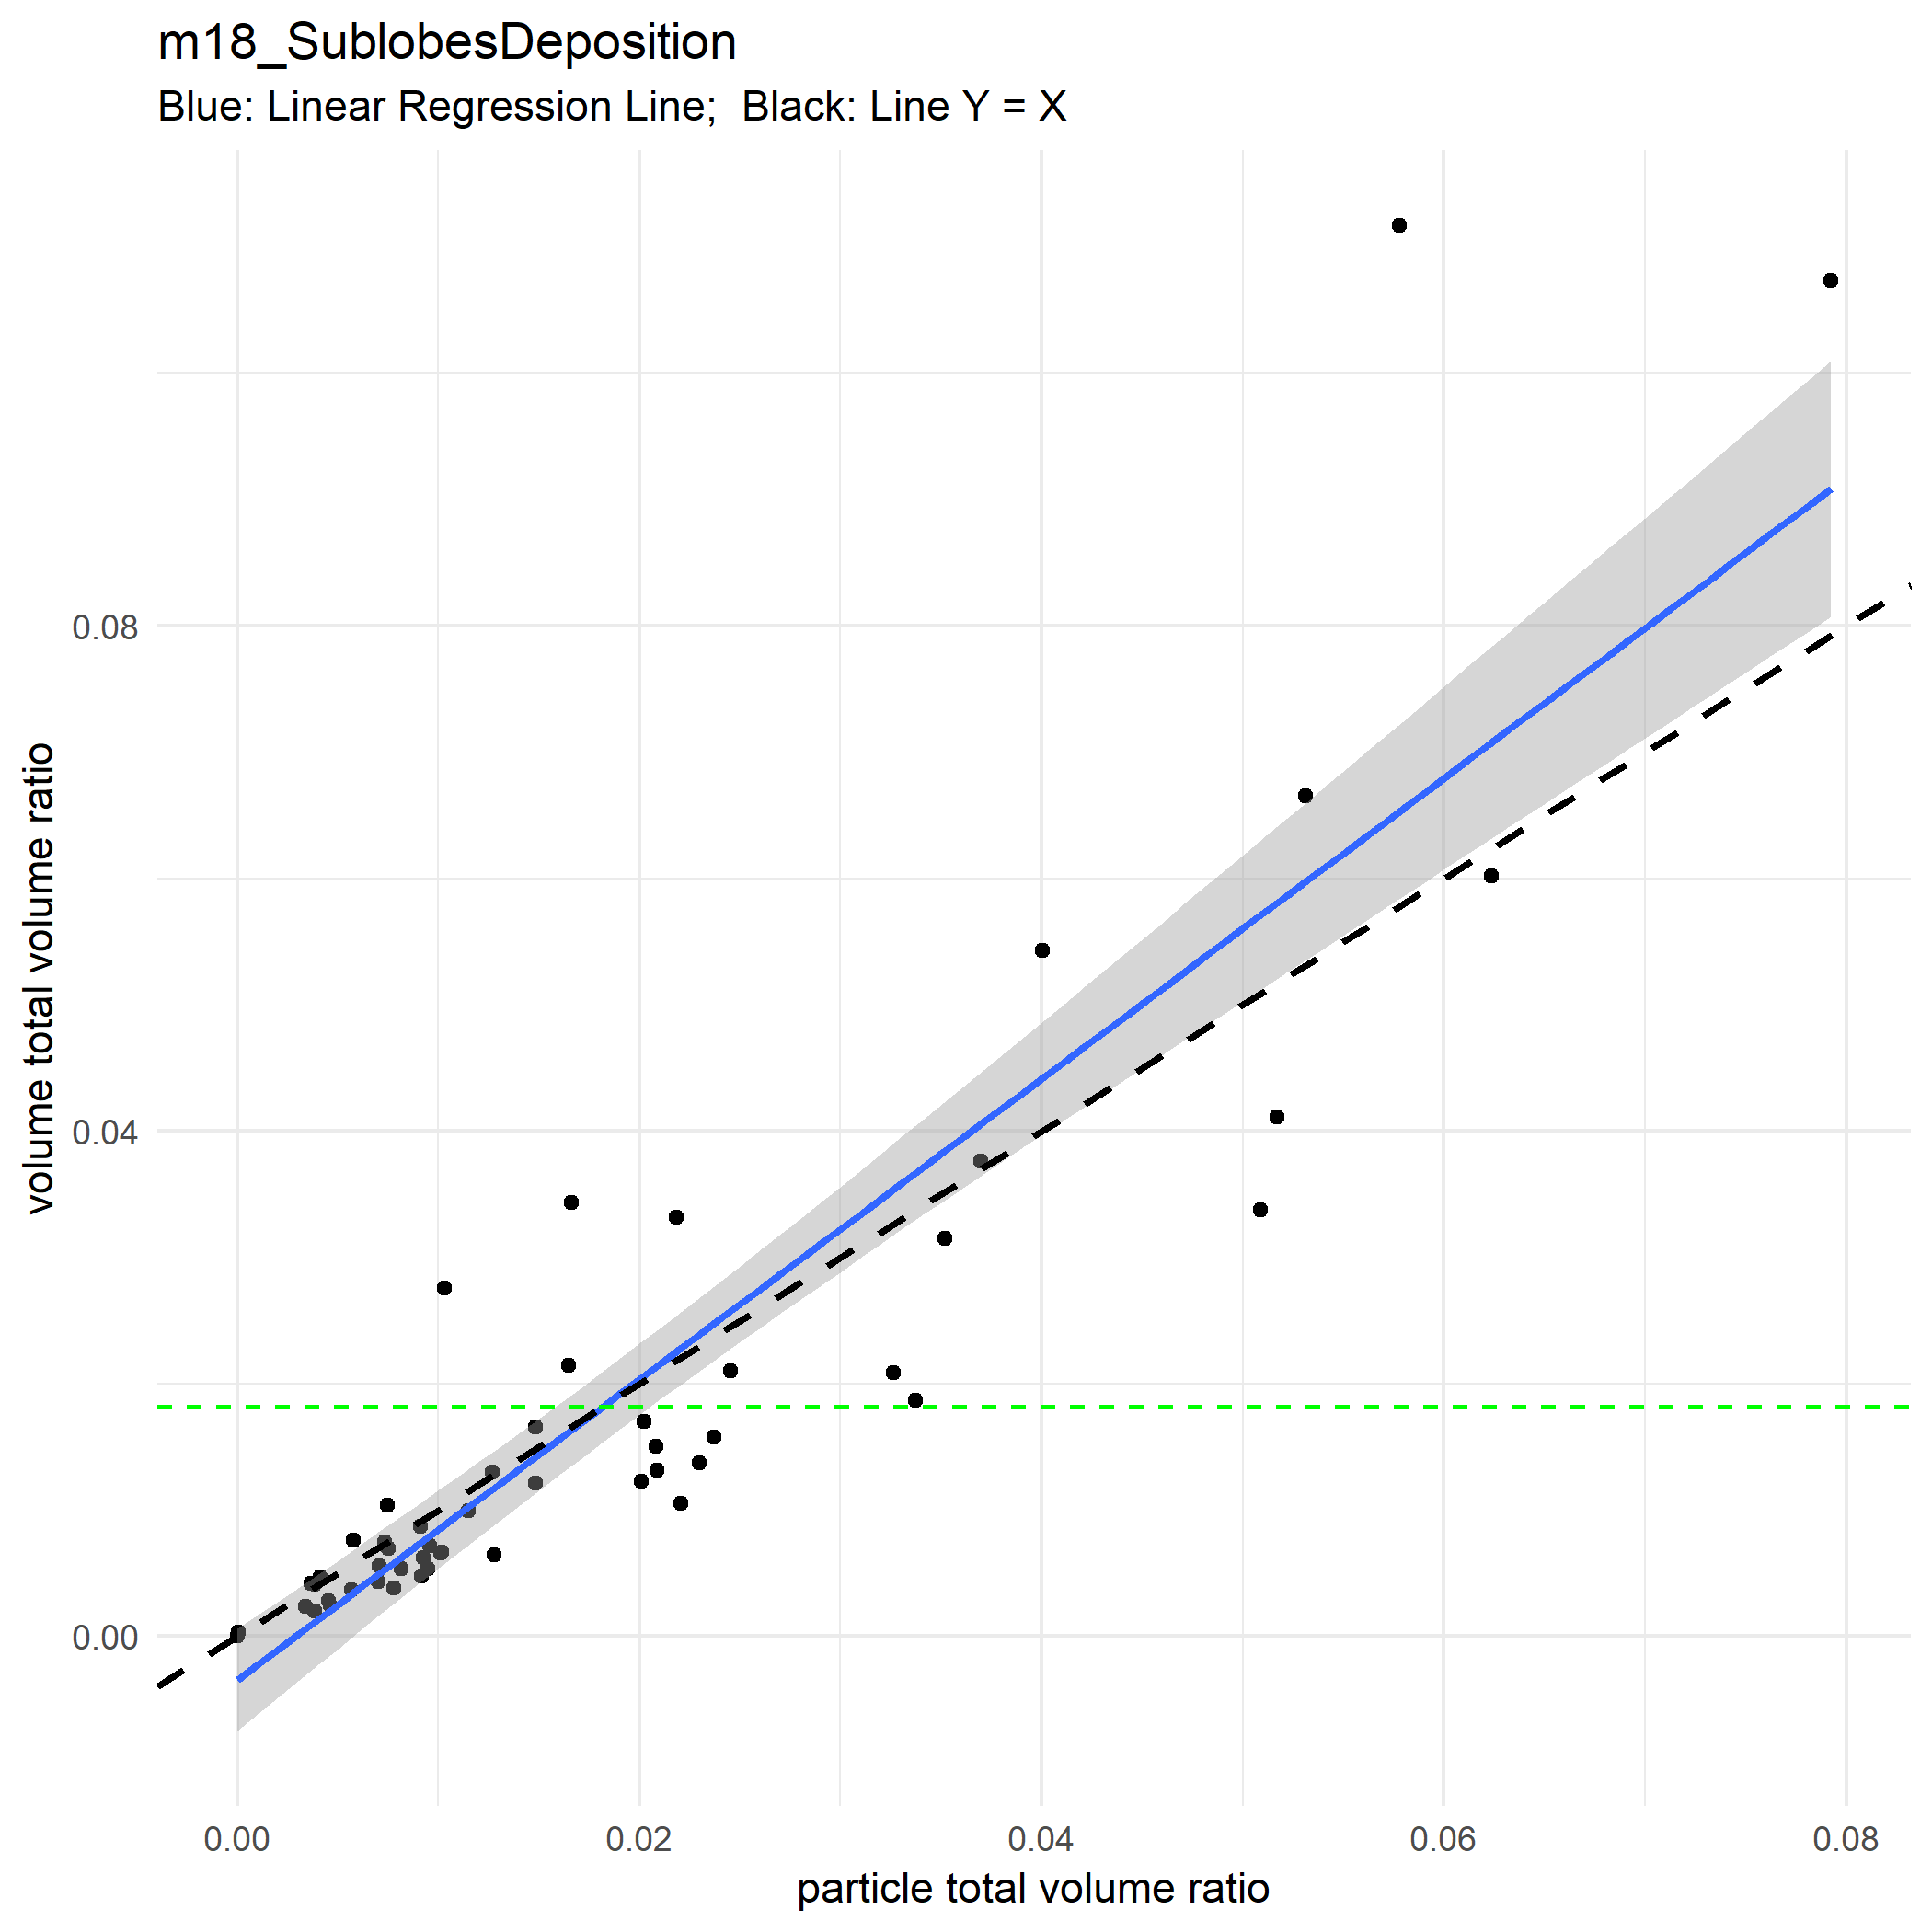 m18_SublobesDeposition
Blue: Linear Regression Line;  Black: Line Y = X
volume total volume ratio
0.08
0.04
0.00
0.00 0.02 0.04 0.06 0.08
particle total volume ratio